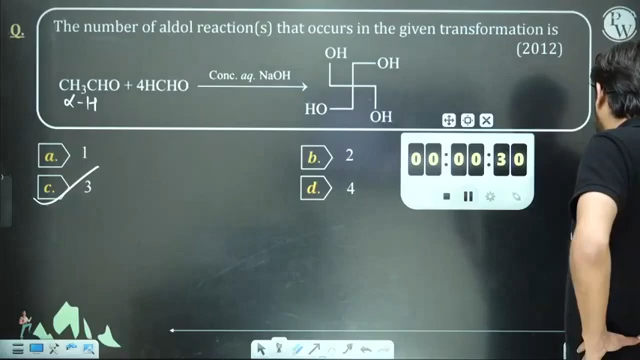 Q. The number of aldol reaction(s) that occurs in the given transformation is
(2012)
CH₃CHO + 4HCHO Conc. aq. NaOH
α-H
OH
OH
HO
OH
a. 1
b. 2
c. 3
d. 4
00:00:30
PW